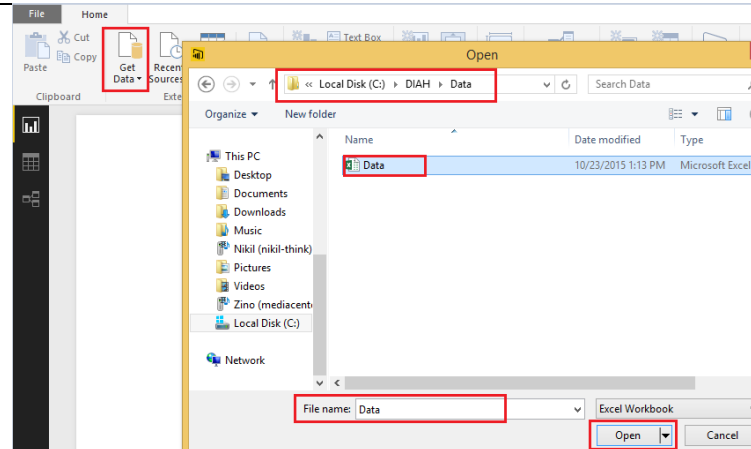 File Home
Paste
Cut
Copy
Clipboard
Get
Data
Recent
Sources
Text Box
Open
« Local Disk (C:) ▸ DIAH ▸ Data
Search Data
Organize New folder
Name Date modified Type
This PC
Desktop
Documents
Downloads
Music
Nikil (nikil-think)
Pictures
Videos
Zino (mediacent
Local Disk (C:)
Network
Data 10/23/2015 1:13 PM Microsoft Excel
File name: Data
Excel Workbook
Open Cancel